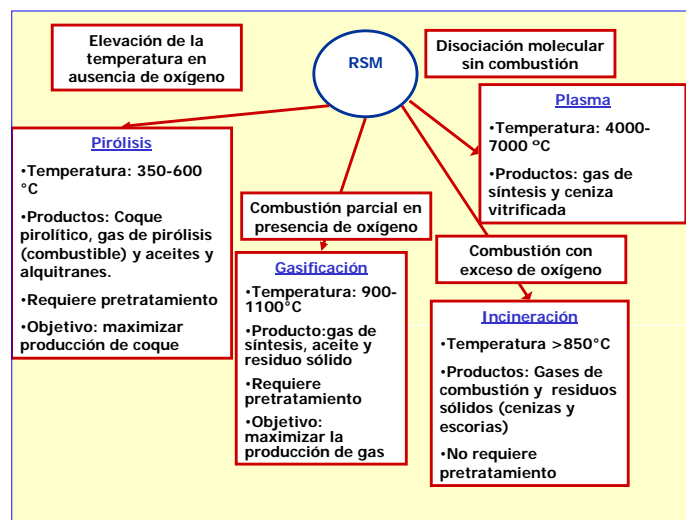 Elevación de la
temperatura en
ausencia de oxígeno
RSM
Disociación molecular
sin combustión
Pirólisis
•Temperatura: 350-600
°C
•Productos: Coque
pirolítico, gas de pirólisis
(combustible) y aceites y
alquitranes.
•Requiere pretratamiento
•Objetivo: maximizar
producción de coque
Plasma
•Temperatura: 4000-
7000 ºC
•Productos: gas de
síntesis y ceniza
vitrificada
Combustión parcial en
presencia de oxígeno
Gasificación
•Temperatura: 900-
1100°C
•Producto:gas de
síntesis, aceite y
residuo sólido
•Requiere
pretratamiento
•Objetivo:
maximizar la
producción de gas
Combustión con
exceso de oxígeno
Incineración
•Temperatura >850°C
•Productos: Gases de
combustión y residuos
sólidos (cenizas y
escorias)
•No requiere
pretratamiento